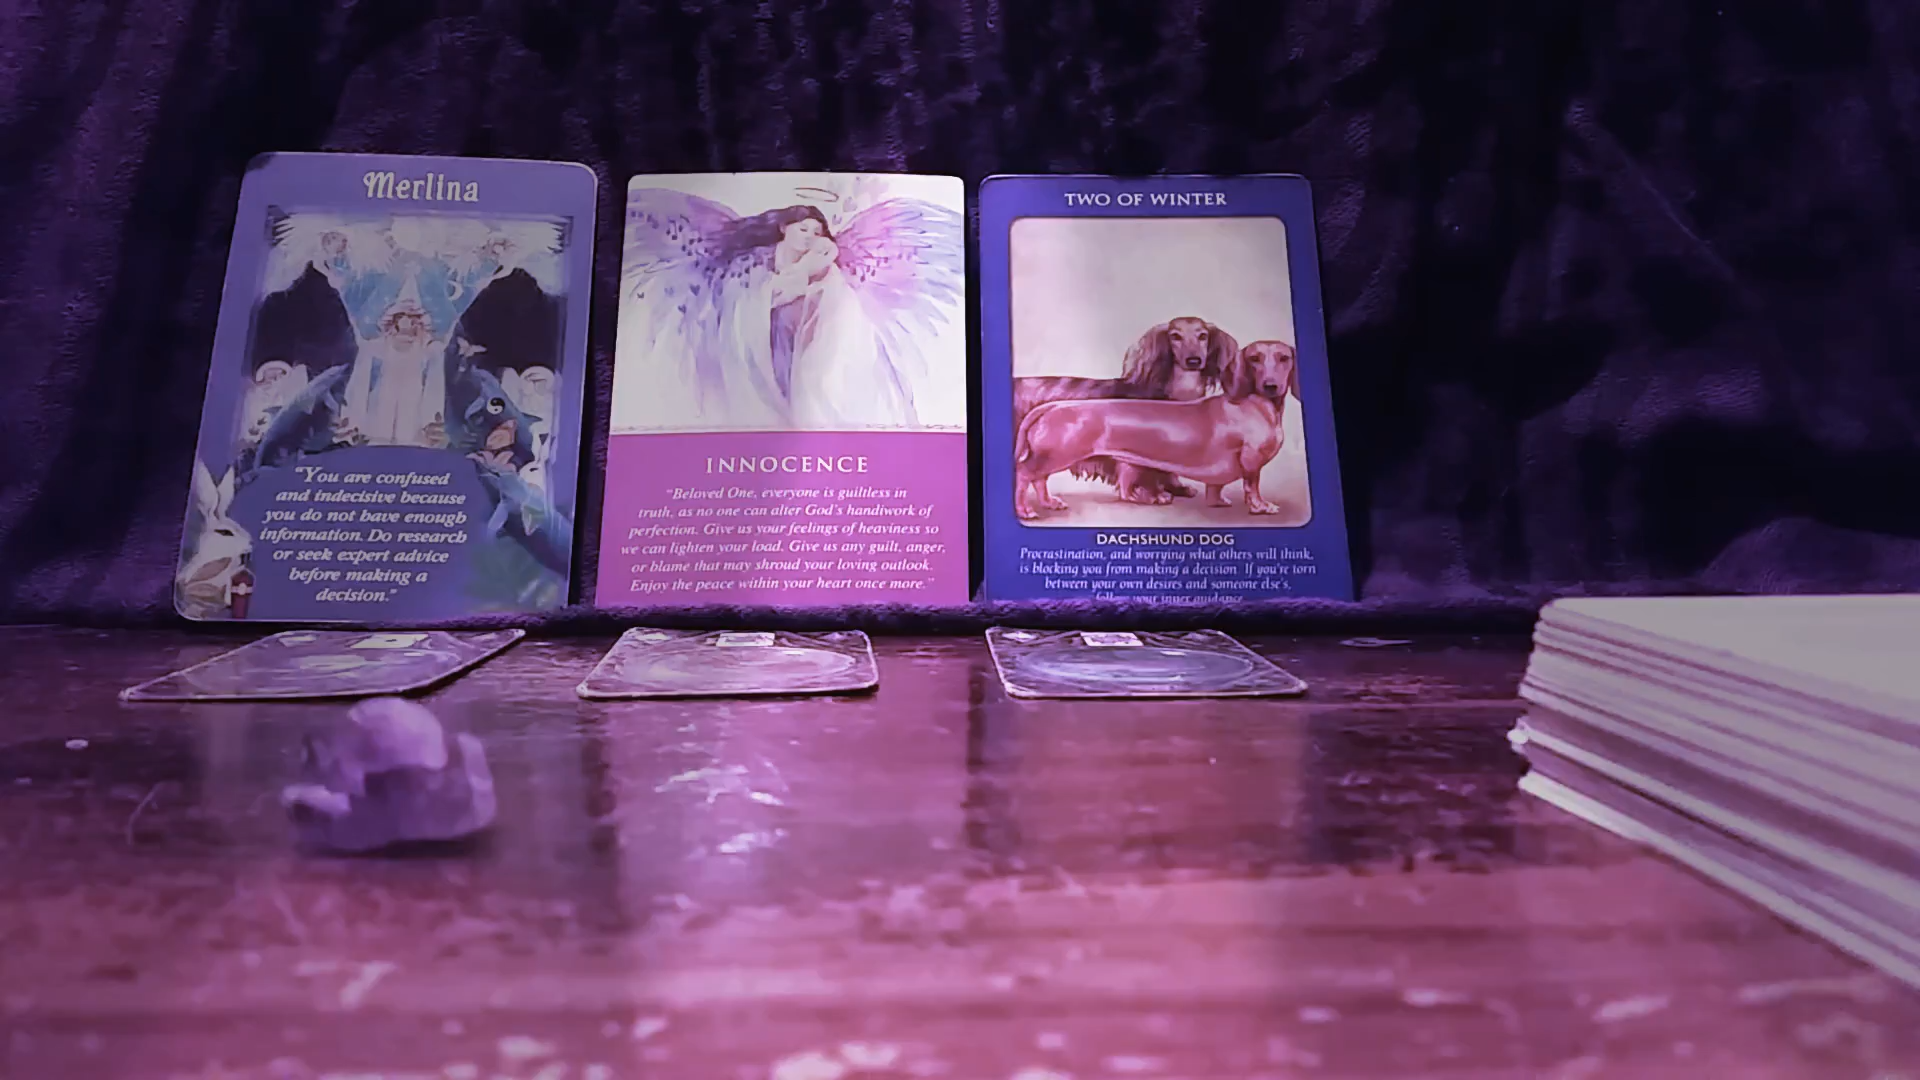 Merlina
"You are confused
and indecisive because
you do not have enough
information. Do research
or seek expert advice
before making a
decision."
INNOCENCE
"Beloved One, everyone is guiltless in
truth, as no one can alter God's handiwork of
perfection. Give us your feelings of heaviness so
we can lighten your load. Give us any guilt, anger,
or blame that may shroud your loving outlook.
Enjoy the peace within your heart once more."
TWO OF WINTER
DACHSHUND DOG
Procrastination, and worrying what others will think,
is blocking you from making a decision. If you're torn
between your own desires and someone else's,
follow your inner guidance.